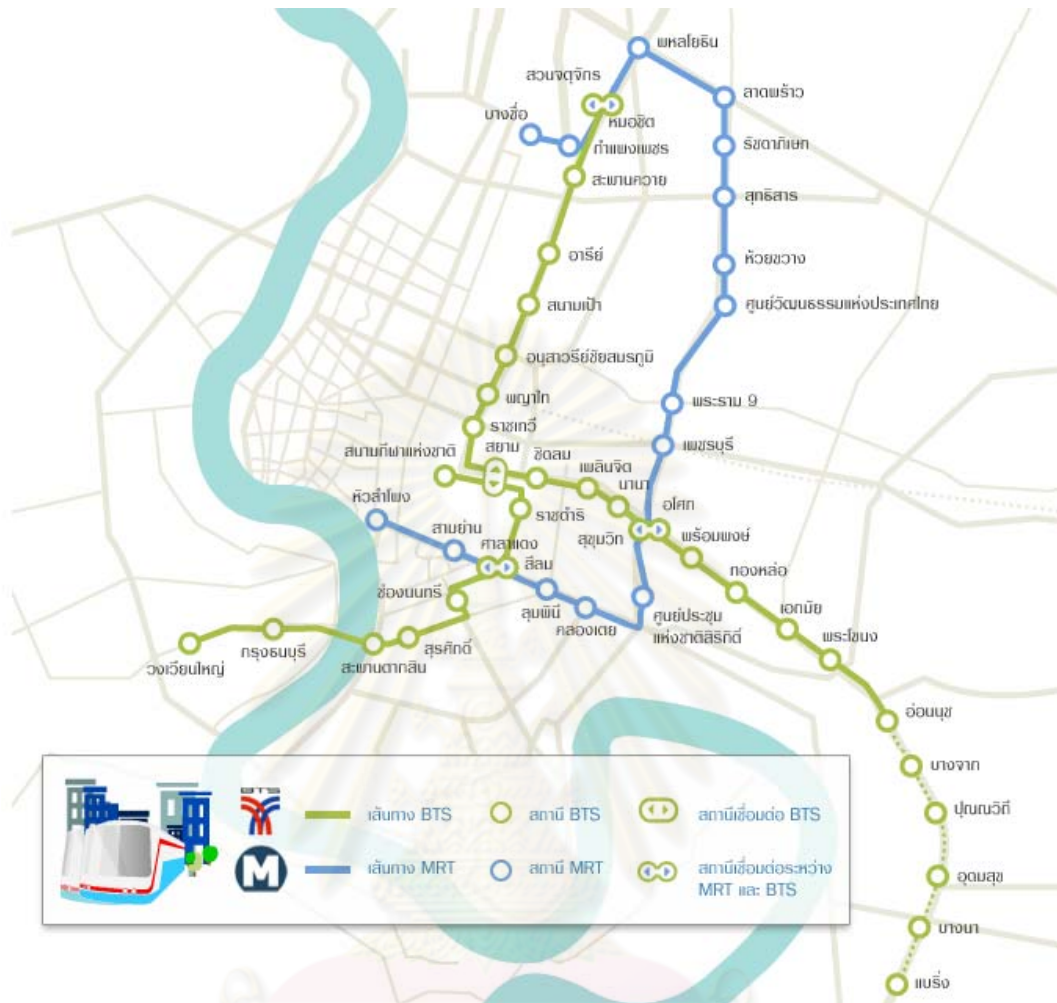 พหลโยธิน
สวนจตุจักร
ลาดพร้าว
บางซื่อ
หมอชิต
กำแพงเพชร
รัชดาภิเษก
สะพานควาย
สุทธิสาร
อารีย์
ห้วยขวาง
สนามเป้า
ศูนย์วัฒนธรรมแห่งประเทศไทย
อนุสาวรีย์ชัยสมรภูมิ
พญาไท
พระราม 9
ราชเทวี
เพชรบุรี
สนามกีฬาแห่งชาติ
สยาม
ชิดลม
เพลินจิต
นานา
หัวลำโพง
ราชดำริ
อโศก
สามย่าน
ศาลาแดง
สุขุมวิท
พร้อมพงษ์
สีลม
ทองหล่อ
ช่องนนทรี
ลุมพินี
คลองเตย
ศูนย์ประชุม
แห่งชาติสิริกิติ์
เอกมัย
พระโขนง
วงเวียนใหญ่
กรุงธนบุรี
สะพานตากสิน
สุรศักดิ์
อ่อนนุช
บางจาก
ปุณณวิถี
อุดมสุข
บางนา
แบริ่ง
BTS
เส้นทาง BTS
สถานี BTS
สถานีเชื่อมต่อ BTS
M
เส้นทาง MRT
สถานี MRT
สถานีเชื่อมต่อระหว่าง
MRT และ BTS